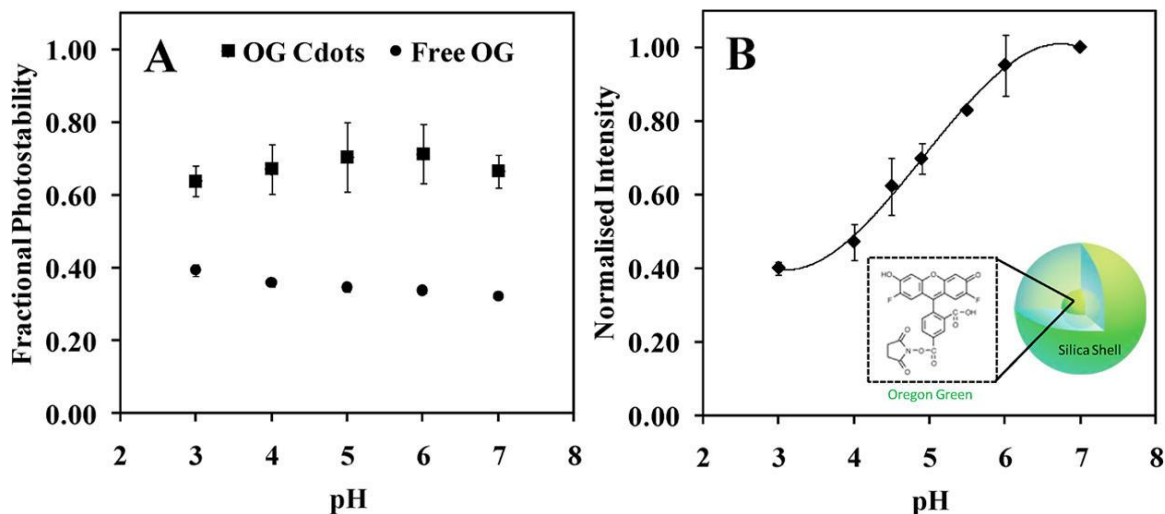 A
OG Cdots
Free OG
Fractional Photostability
1.00
0.80
0.60
0.40
0.20
0.00
2 3 4 5 6 7 8
pH
B
Normalised Intensity
1.00
0.80
0.60
0.40
0.20
0.00
HO
O
O
F
F
C-OH
O
O
N-O-C
O
O
Silica Shell
Oregon Green
2 3 4 5 6 7 8
pH